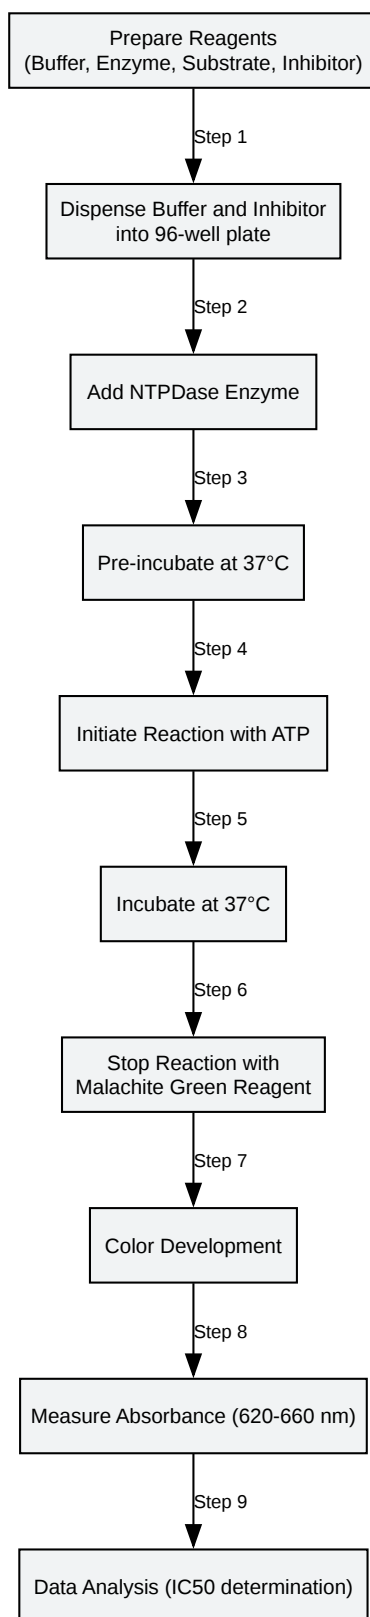 Prepare Reagents
(Buffer, Enzyme, Substrate, Inhibitor)
Step 1
Dispense Buffer and Inhibitor
into 96-well plate
Step 2
Add NTPDase Enzyme
Step 3
Pre-incubate at 37°C
Step 4
Initiate Reaction with ATP
Step 5
Incubate at 37°C
Step 6
Stop Reaction with
Malachite Green Reagent
Step 7
Color Development
Step 8
Measure Absorbance (620-660 nm)
Step 9
Data Analysis (IC50 determination)